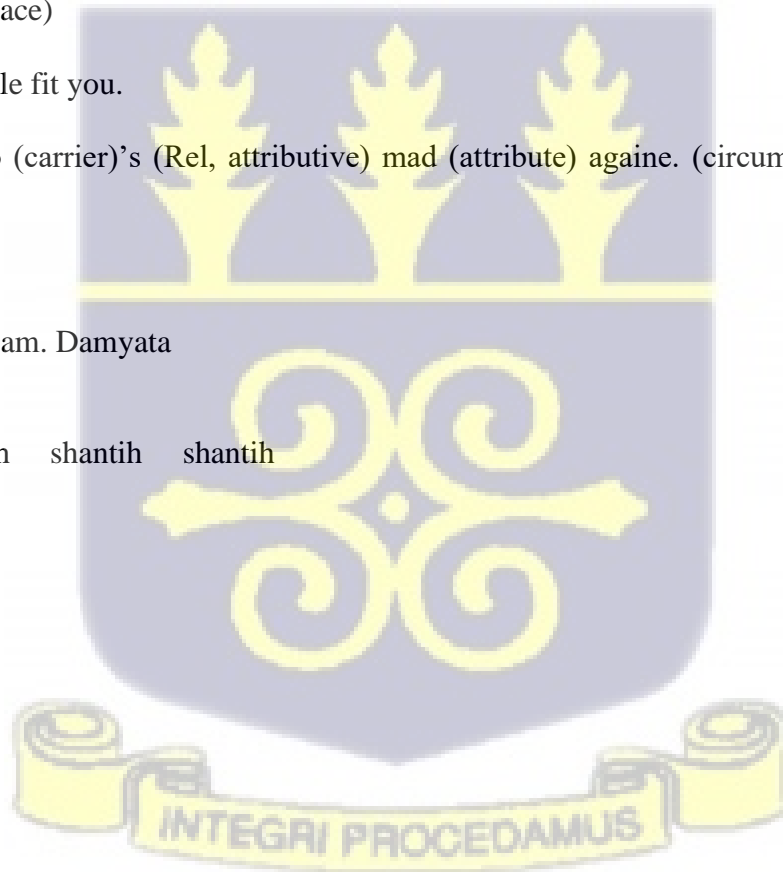 ace)
le fit you.
(carrier)'s (Rel, attributive) mad (attribute) againe. (circum
am. Damyata
shantih shantih
INTEGRI PROCEDAMUS